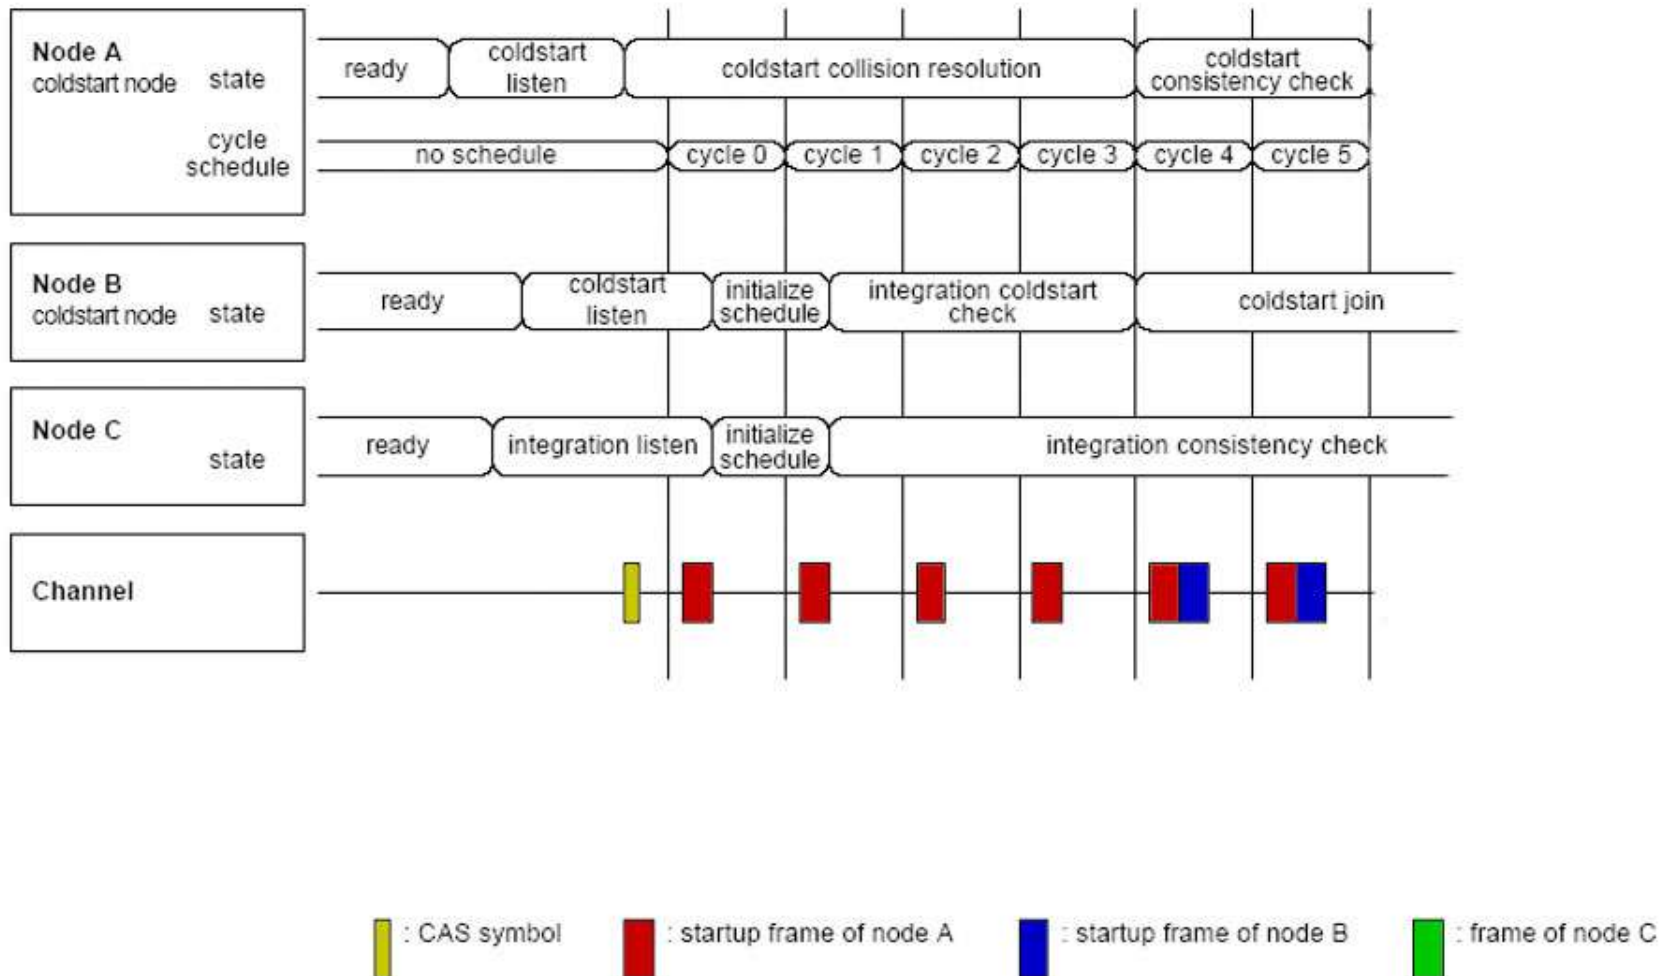 Node A
coldstart node
state
ready
coldstart
listen
coldstart collision resolution
coldstart
consistency check
cycle
schedule
no schedule
cycle 0
cycle 1
cycle 2
cycle 3
cycle 4
cycle 5
Node B
coldstart node
state
ready
coldstart
listen
initialize
schedule
integration coldstart
check
coldstart join
Node C
state
ready
integration listen
initialize
schedule
integration consistency check
Channel
: CAS symbol
: startup frame of node A
: startup frame of node B
: frame of node C